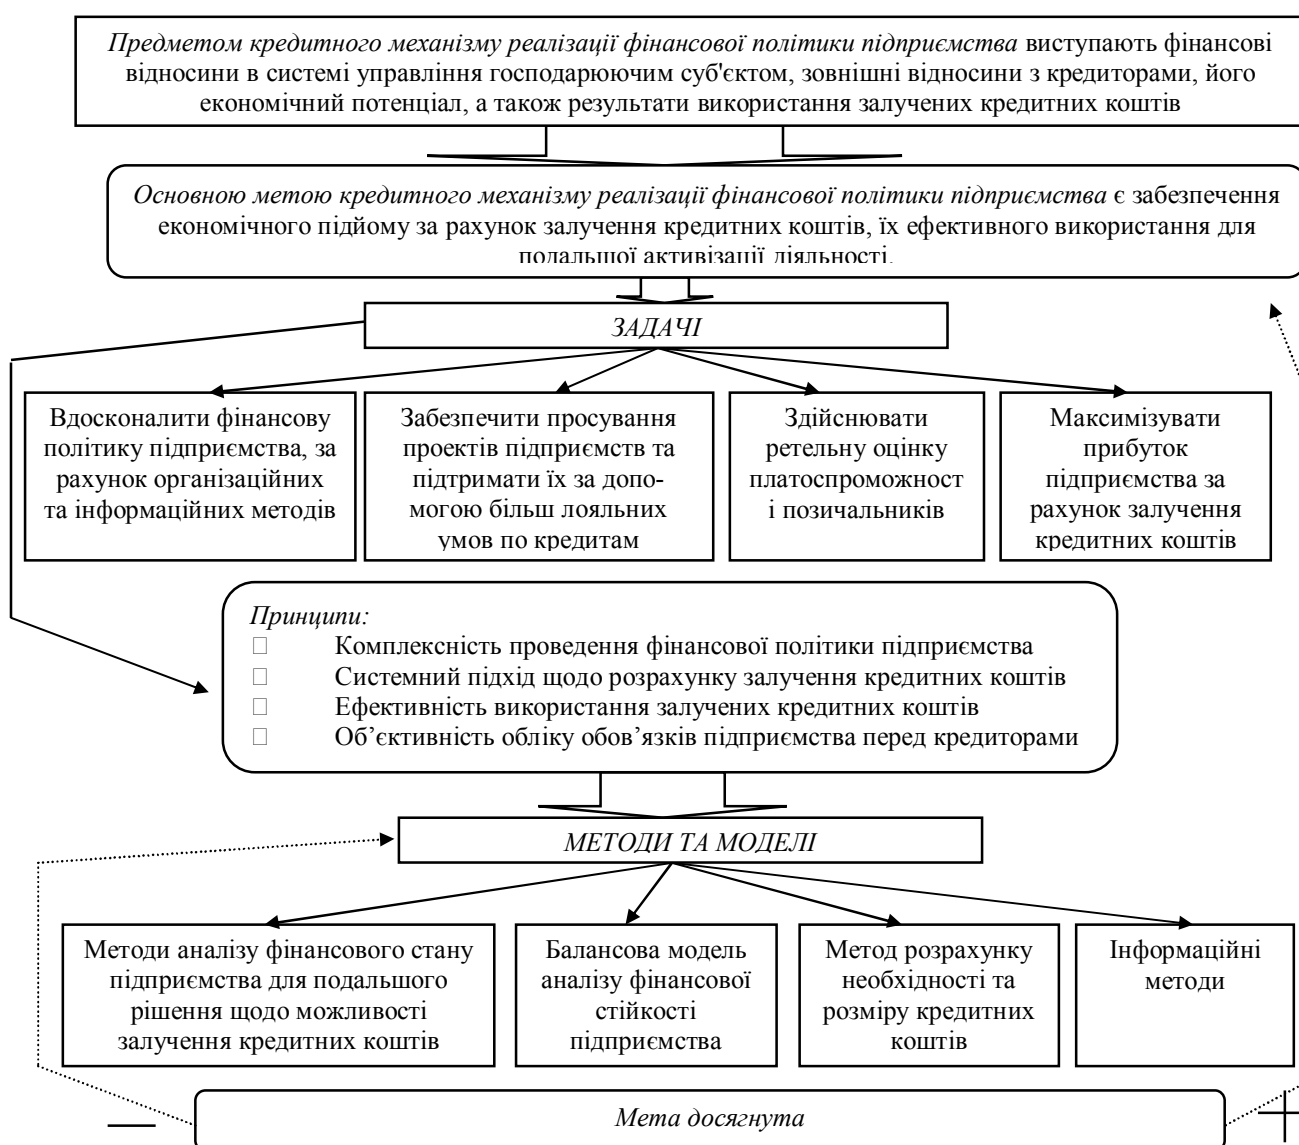 Предметом кредитного механізму реалізації фінансової політики підприємства виступають фінансові
відносини в системі управління господарюючим суб'єктом, зовнішні відносини з кредиторами, його
економічний потенціал, а також результати використання залучених кредитних коштів
Основною метою кредитного механізму реалізації фінансової політики підприємства є забезпечення
економічного підйому за рахунок залучення кредитних коштів, їх ефективного використання для
подальшої активізації діяльності.
ЗАДАЧІ
Вдосконалити фінансову
політику підприємства, за
рахунок організаційних
та інформаційних методів
Забезпечити просування
проектів підприємств та
підтримати їх за допо-
могою більш лояльних
умов по кредитам
Здійснювати
ретельну оцінку
платоспроможност
і позичальників
Максимізувати
прибуток
підприємства за
рахунок залучення
кредитних коштів
Принципи:
Комплексність проведення фінансової політики підприємства
Системний підхід щодо розрахунку залучення кредитних коштів
Ефективність використання залучених кредитних коштів
Об’єктивність обліку обов’язків підприємства перед кредиторами
МЕТОДИ ТА МОДЕЛІ
Методи аналізу фінансового стану
підприємства для подальшого
рішення щодо можливості
залучення кредитних коштів
Балансова модель
аналізу фінансової
стійкості
підприємства
Метод розрахунку
необхідності та
розміру кредитних
коштів
Інформаційні
методи
Мета досягнута